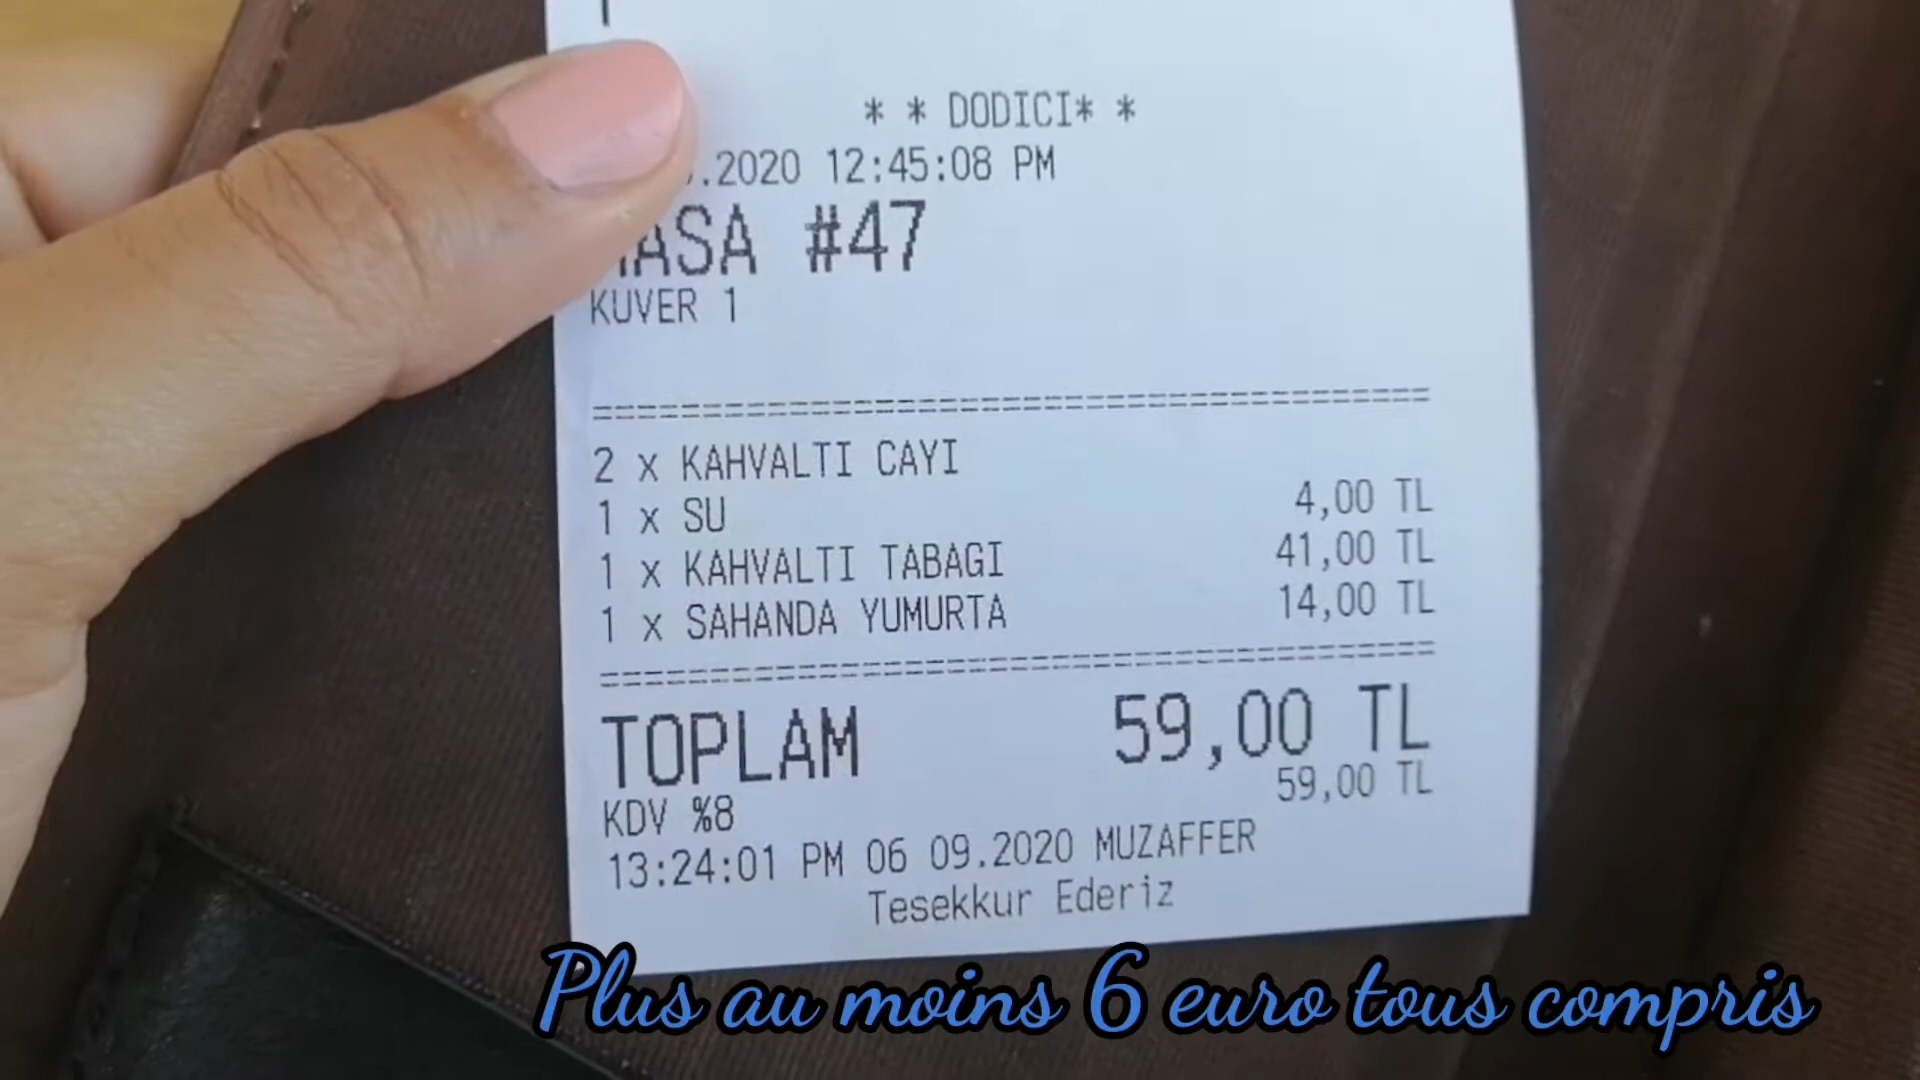 * * DODICI* *
.2020 12:45:08 PM
#47
KUVER 1
2 x KAHVALTI CAYI
1 x SU 4,00 TL
1 x KAHVALTI TABAGI 41,00 TL
1 x SAHANDA YUMURTA 14,00 TL
TOPLAM 59,00 TL
KDV %8 59,00 TL
13:24:01 PM 06 09.2020 MUZAFFER
Tesekkur Ederiz
Plus au moins 6 euro tous compris